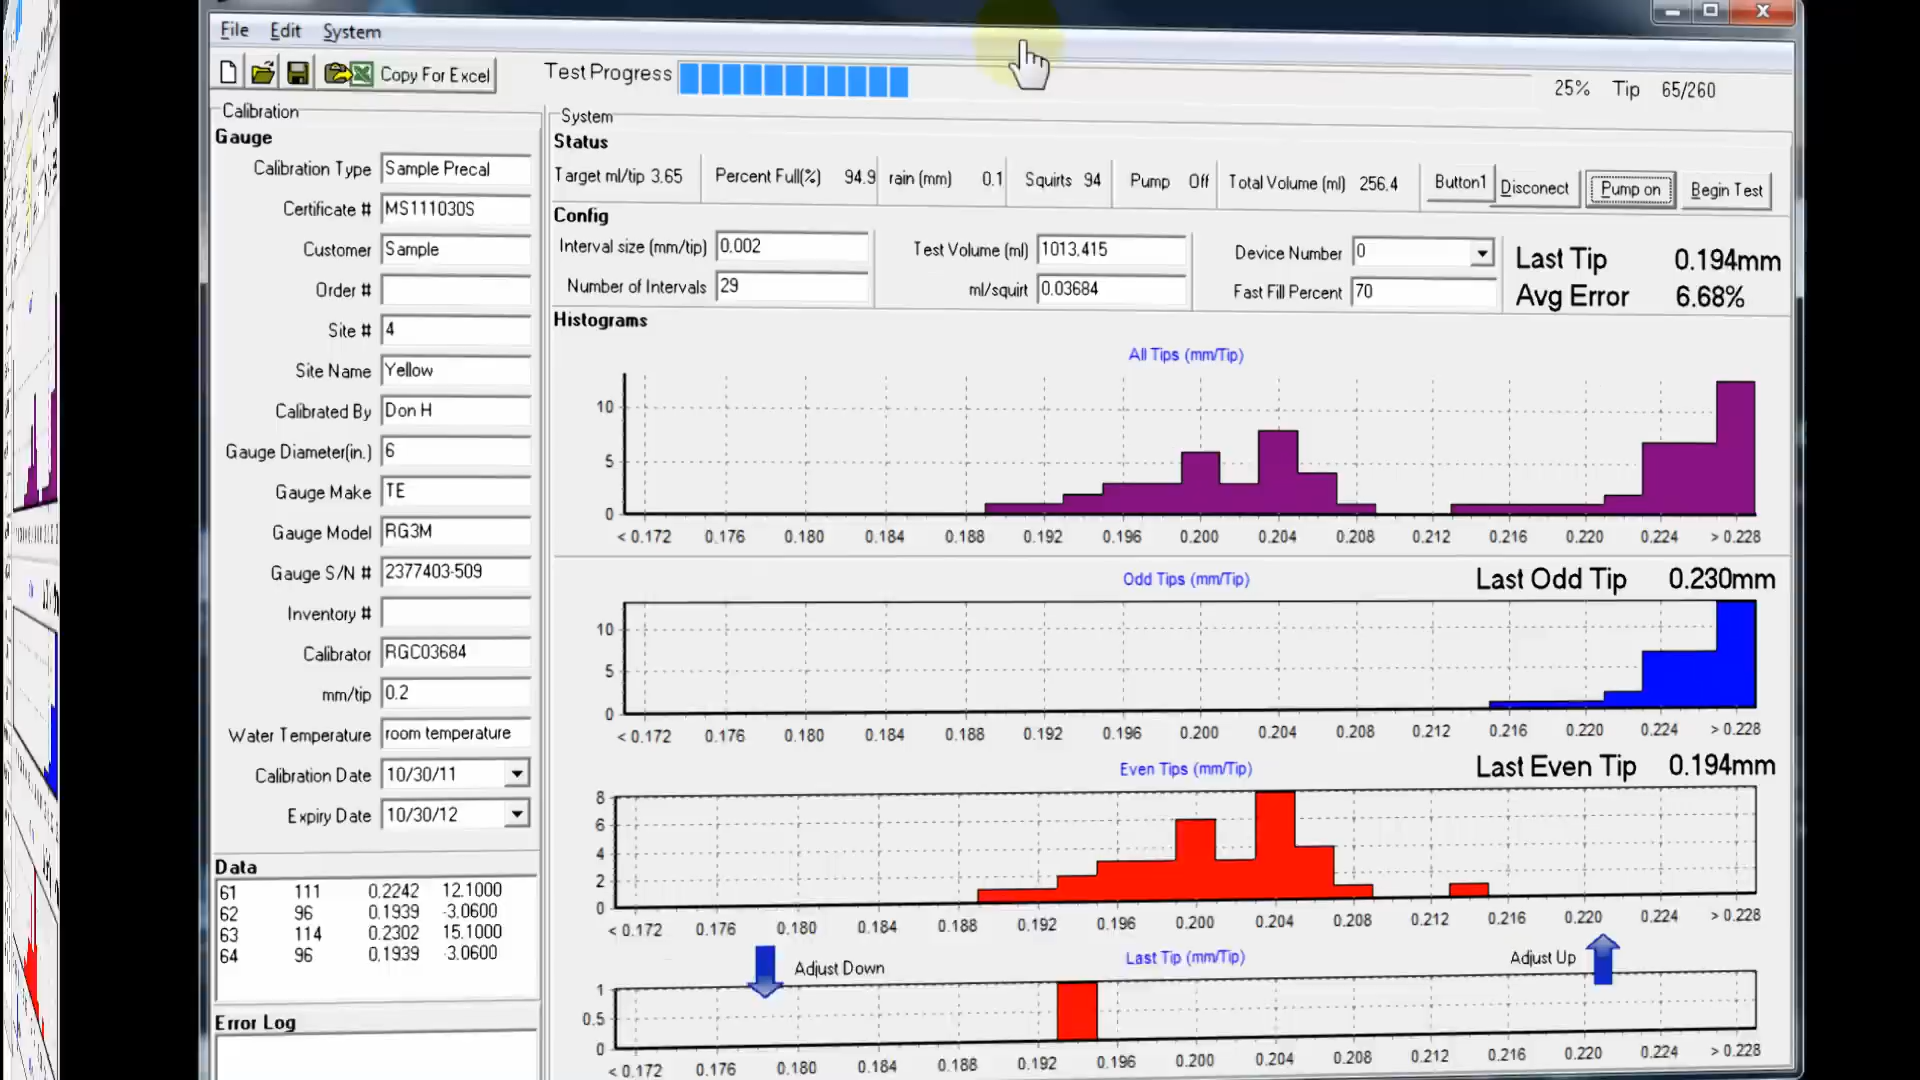 File Edit System
Copy For Excel Test Progress 25% Tip 65/260
Calibration
Gauge
Calibration Type Sample Precal
Certificate # MS111030S
Customer Sample
Order #
Site # 4
Site Name Yellow
Calibrated By Don H
Gauge Diameter(in.) 6
Gauge Make TE
Gauge Model RG3M
Gauge S/N # 2377403-509
Inventory #
Calibrator RGC03684
mm/tip 0.2
Water Temperature room temperature
Calibration Date 10/30/11
Expiry Date 10/30/12
Data
61 111 0.2242 12.1000
62 96 0.1939 -3.0600
63 114 0.2302 15.1000
64 96 0.1939 -3.0600
Error Log
System
Status
Target ml/tip 3.65 Percent Full(%) 94.9 rain (mm) 0.1 Squirts 94 Pump Off Total Volume (ml) 256.4 Button1 Disconect Pump on Begin Test
Config
Interval size (mm/tip) 0.002 Test Volume (ml) 1013.415 Device Number 0 Last Tip 0.194mm
Number of Intervals 29 ml/squirt 0.03684 Fast Fill Percent 70 Avg Error 6.68%
Histograms
All Tips (mm/Tip)
10
5
0
< 0.172 0.176 0.180 0.184 0.188 0.192 0.196 0.200 0.204 0.208 0.212 0.216 0.220 0.224 > 0.228
Odd Tips (mm/Tip) Last Odd Tip 0.230mm
10
5
0
< 0.172 0.176 0.180 0.184 0.188 0.192 0.196 0.200 0.204 0.208 0.212 0.216 0.220 0.224 > 0.228
Even Tips (mm/Tip) Last Even Tip 0.194mm
8
6
4
2
0
< 0.172 0.176 0.180 0.184 0.188 0.192 0.196 0.200 0.204 0.208 0.212 0.216 0.220 0.224 > 0.228
Adjust Down Last Tip (mm/Tip) Adjust Up
1
0.5
0
< 0.172 0.176 0.180 0.184 0.188 0.192 0.196 0.200 0.204 0.208 0.212 0.216 0.220 0.224 > 0.228